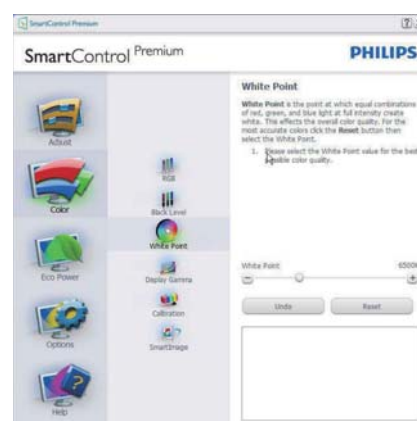 SmartControl Premium
SmartControl Premium
PHILIPS
Adjust
Color
Eco Power
Options
Help
RGB
Black Level
White Point
Display Gamma
Calibration
SmartImage
White Point
White Point is the point at which equal combinations
of red, green, and blue light at full intensity create
white. This effects the overall color quality. For the
most accurate colors click the Reset button then
select the White Point.
1. Please select the White Point value for the best
possible color quality.
White Point
6500K
Undo
Reset